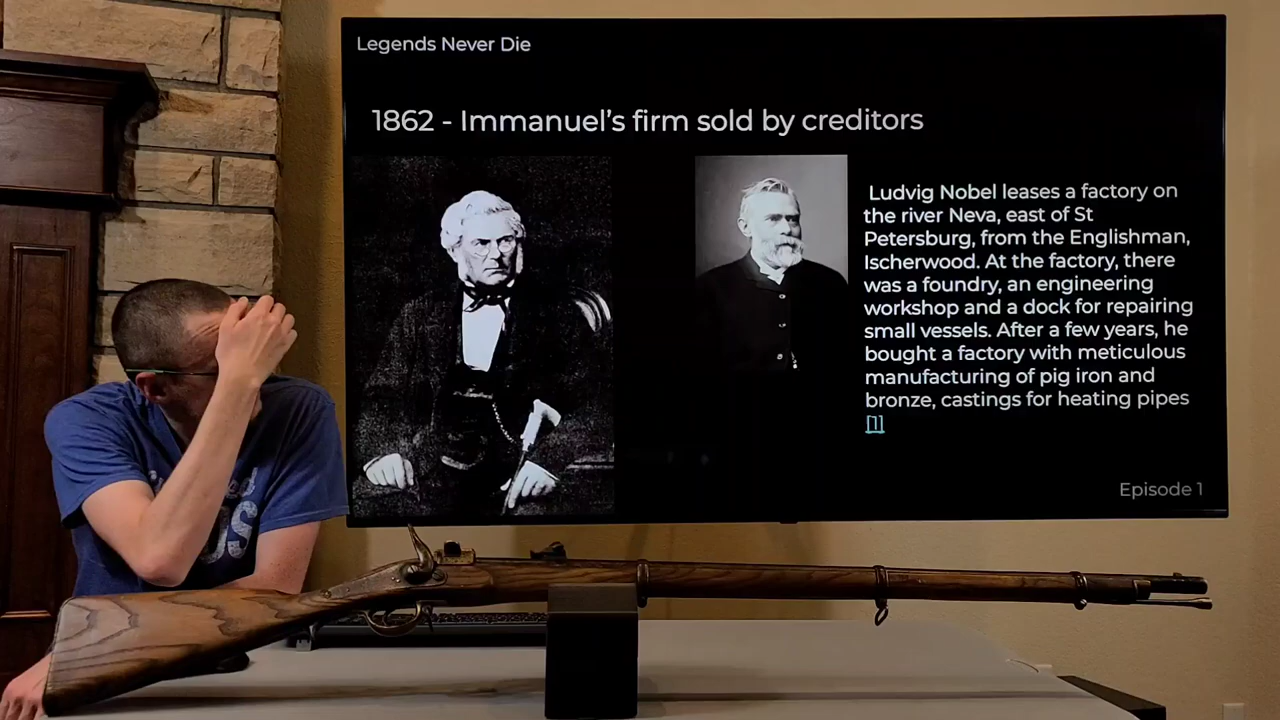 Legends Never Die
1862 - Immanuel's firm sold by creditors
Ludvig Nobel leases a factory on
the river Neva, east of St
Petersburg, from the Englishman,
Ischerwood. At the factory, there
was a foundry, an engineering
workshop and a dock for repairing
small vessels. After a few years, he
bought a factory with meticulous
manufacturing of pig iron and
bronze, castings for heating pipes
[1]
Episode 1